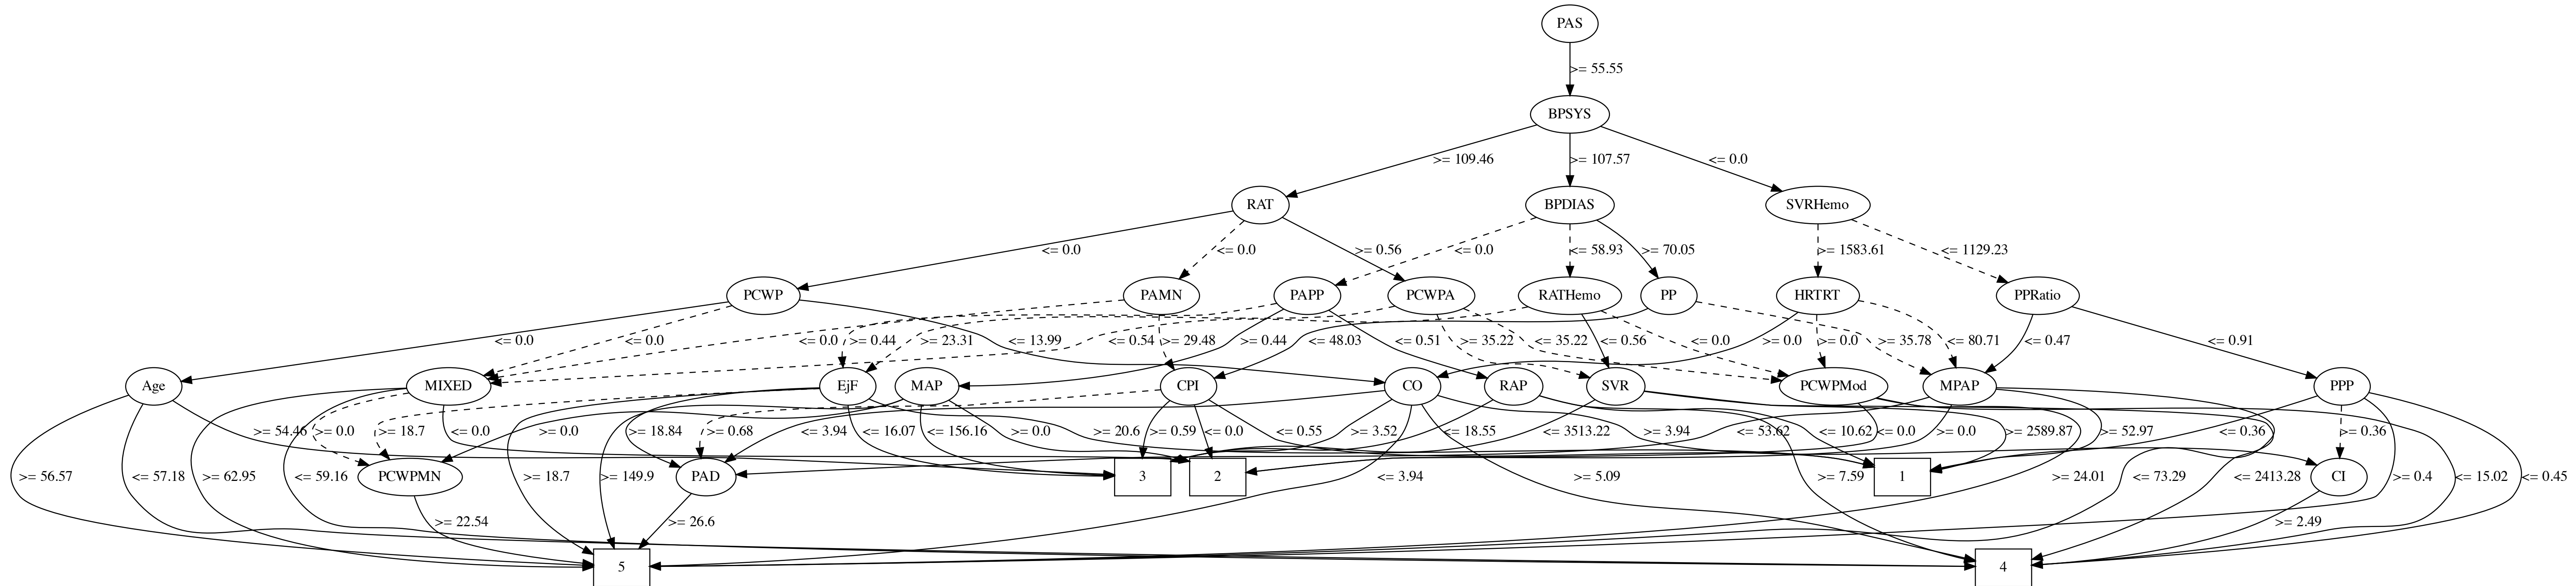 PAS
>= 55.55
BPSYS
>= 109.46 >= 107.57 <= 0.0
RAT BPDIAS SVRHemo
<= 0.0 <= 0.0 >= 0.56 <= 0.0 <= 58.93 >= 70.05 >= 1583.61 <= 1129.23
PCWP PAMN PAPP PCWPA RATHemo PP HRTRT PPRatio
<= 0.0 <= 0.0 <= 0.0 >= 0.44 >= 23.31 <= 13.99 <= 0.54 >= 29.48 >= 0.44 <= 48.03 <= 0.51 >= 35.22 <= 35.22 <= 0.56 <= 0.0 >= 0.0 >= 0.0 >= 35.78 <= 80.71 <= 0.47 <= 0.91
Age MIXED EjF MAP CPI CO RAP SVR PCWPMod MPAP PPP
>= 54.46 >= 0.0 >= 18.7 <= 0.0 >= 0.0 >= 18.84 >= 0.68 <= 3.94 <= 16.07 <= 156.16 >= 0.0 >= 20.6 >= 0.59 <= 0.0 <= 0.55 >= 3.52 <= 18.55 <= 3513.22 >= 3.94 <= 53.62 <= 10.62 <= 0.0 >= 0.0 >= 2589.87 >= 52.97 <= 0.36 >= 0.36
>= 56.57 <= 57.18 >= 62.95 <= 59.16 PCWPMN >= 18.7 >= 149.9 PAD 3 2 <= 3.94 >= 5.09 >= 7.59 1 >= 24.01 <= 73.29 <= 2413.28 CI >= 0.4 <= 15.02 <= 0.45
>= 22.54 >= 26.6 >= 2.49
5 4